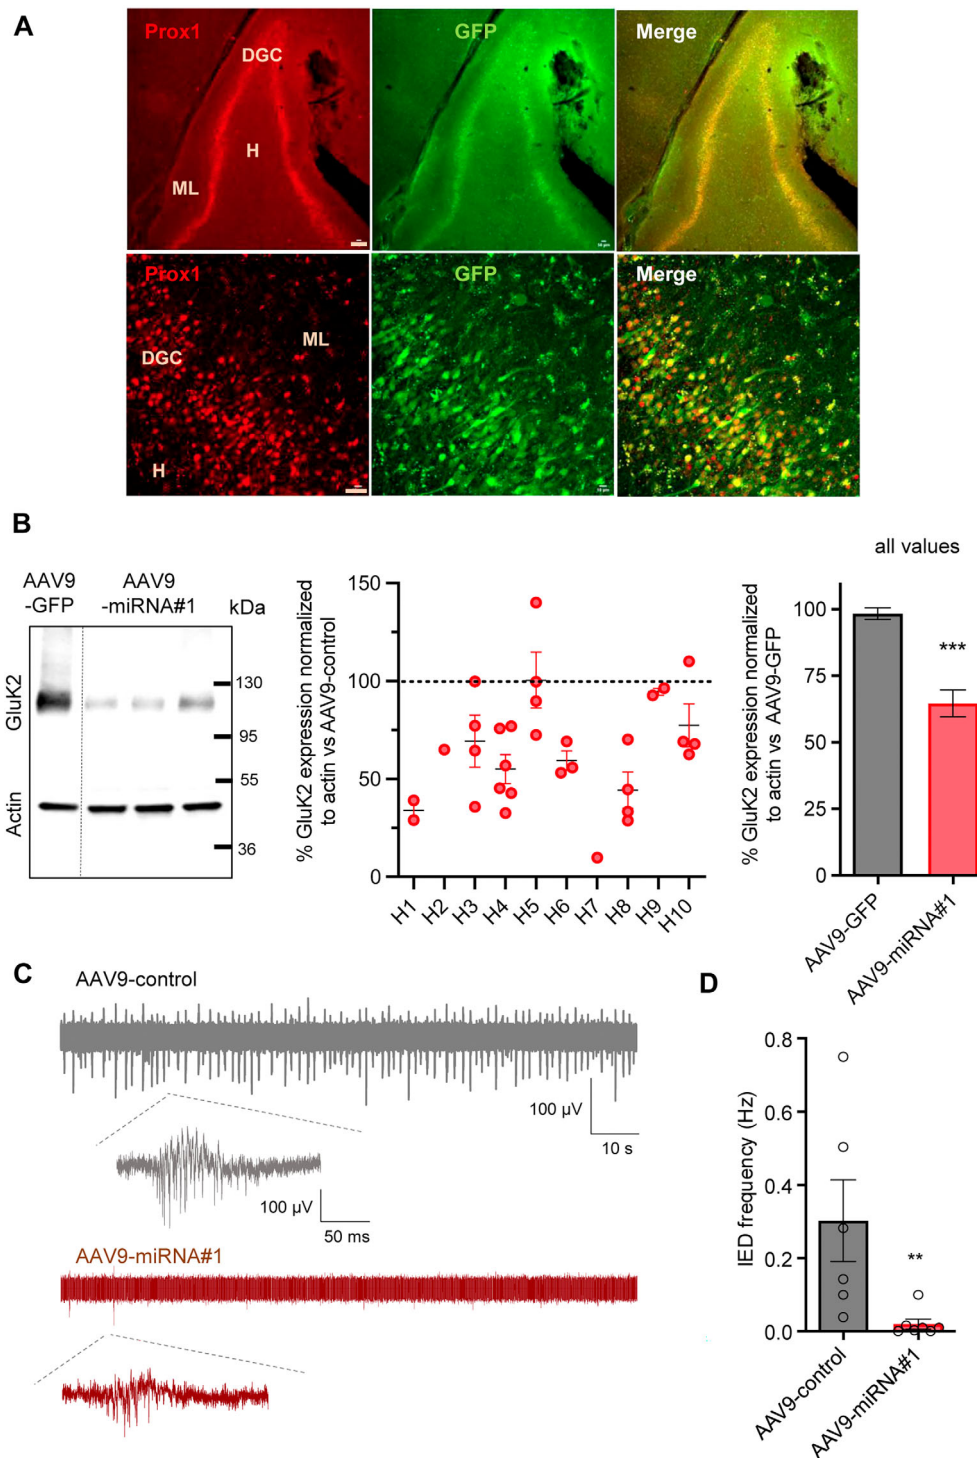 A
Prox1
DGC
H
ML
GFP
10 µm
Merge
Prox1
ML
DGC
H
GFP
10 µm
Merge
B
AAV9
-GFP
AAV9
-miRNA#1
kDa
GluK2
Actin
130
95
55
36
% GluK2 expression normalized
to actin vs AAV9-control
150
100
50
0
H1
H2
H3
H4
H5
H6
H7
H8
H9
H10
all values
% GluK2 expression normalized
to actin vs AAV9-GFP
100
75
50
25
0
***
AAV9-GFP
AAV9-miRNA#1
C
AAV9-control
100 µV
10 s
100 µV
50 ms
AAV9-miRNA#1
D
IED frequency (Hz)
0.8
0.6
0.4
0.2
0.0
**
AAV9-control
AAV9-miRNA#1